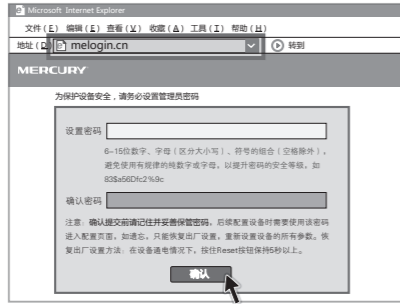 Microsoft Internet Explorer
文件(F) 编辑(E) 查看(V) 收藏(A) 工具(T) 帮助(H)
地址(D) melogin.cn 转到
MERCURY
为保护设备安全，请务必设置管理员密码
设置密码
6-15位数字、字母（区分大小写）、符号的组合（空格除外），
避免使用有规律的纯数字或字母，以提升密码的安全等级，如
83$a56Dfc2%9c
确认密码
注意：确认提交前请记住并妥善保管密码，后续配置设备时需要使用该密码
进入配置页面，如遗忘，只能恢复出厂设置，重新设置设备的所有参数。恢
复出厂设置方法：在设备通电情况下，按住Reset按钮保持5秒以上。
确认